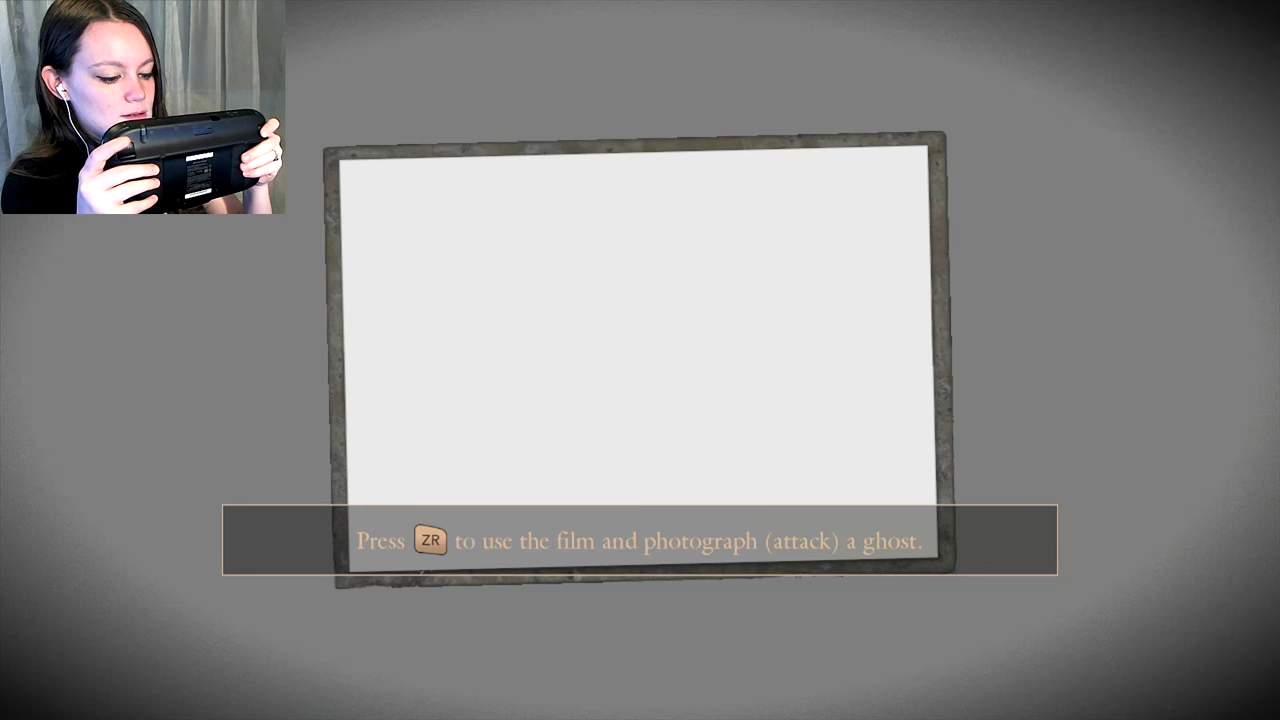 Press ZR to use the film and photograph (attack) a ghost.